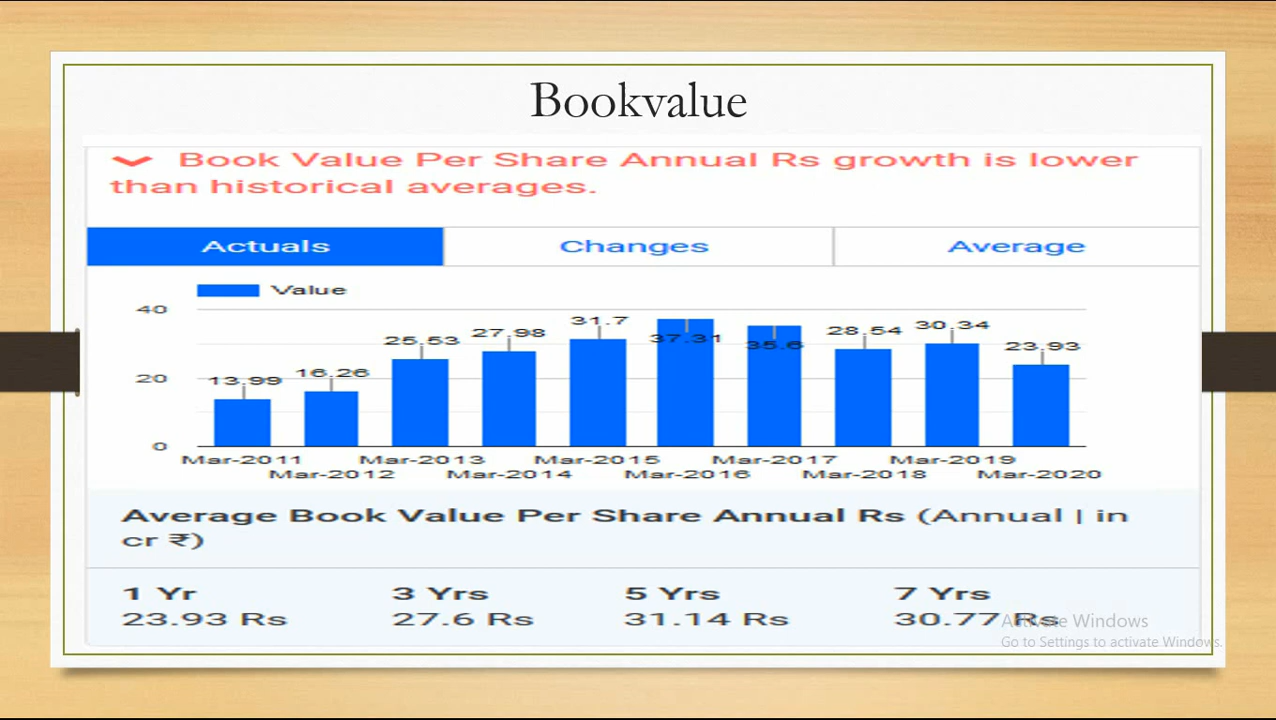 Bookvalue
Book Value Per Share Annual Rs growth is lower
than historical averages.
Actuals Changes Average
Value
40
20
0
13.99 16.26 25.53 27.98 31.7 37.31 35.6 28.54 30.34 23.93
Mar-2011 Mar-2013 Mar-2015 Mar-2017 Mar-2019
Mar-2012 Mar-2014 Mar-2016 Mar-2018 Mar-2020
Average Book Value Per Share Annual Rs (Annual | in
cr ₹)
1 Yr 3 Yrs 5 Yrs 7 Yrs
23.93 Rs 27.6 Rs 31.14 Rs 30.77 Rs
Activate Windows
Go to Settings to activate Windows.